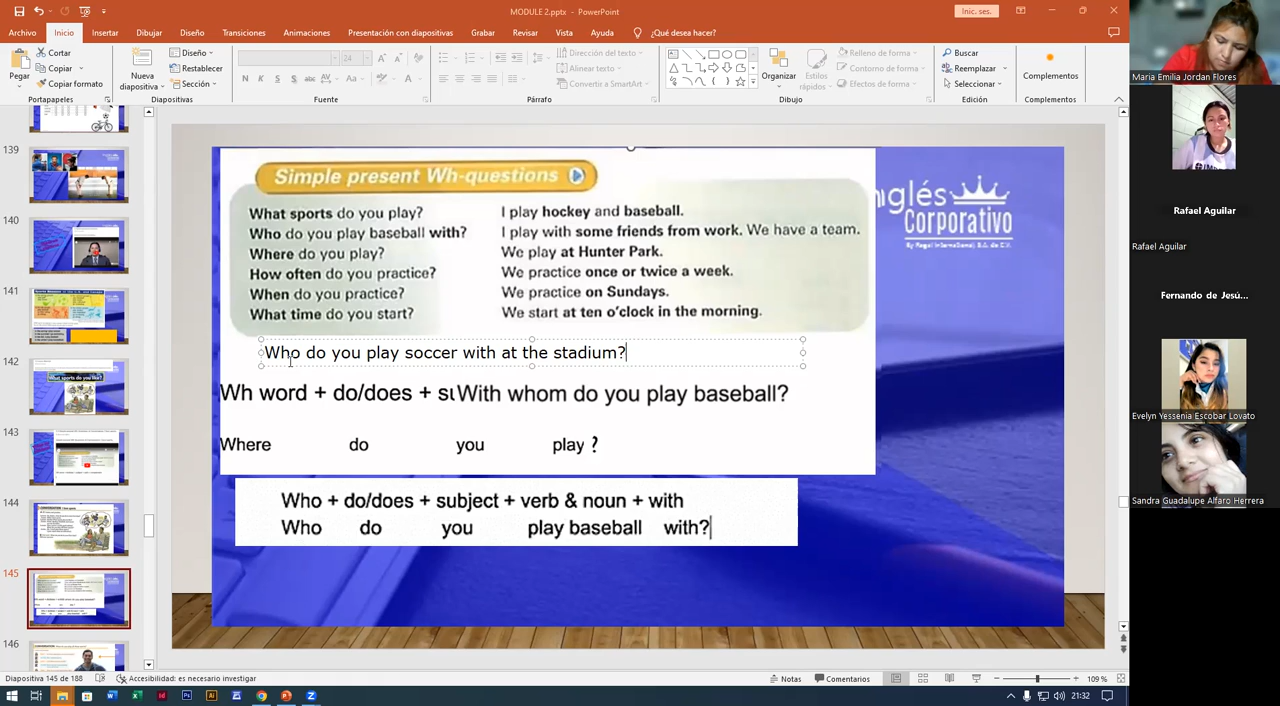 MODULE 2.pptx - PowerPoint
Inic. ses.
Archivo Inicio Insertar Dibujar Diseño Transiciones Animaciones Presentación con diapositivas Grabar Revisar Vista Ayuda ¿Qué desea hacer?
Pegar
Cortar
Copiar
Copiar formato
Portapapeles
Nueva diapositiva
Diseño
Restablecer
Sección
Diapositivas
24
N K S S abc AV Aa A
Fuente
Dirección del texto
Alinear texto
Convertir a SmartArt
Párrafo
Organizar
Estilos rápidos
Relleno de forma
Contorno de forma
Efectos de forma
Dibujo
Buscar
Reemplazar
Seleccionar
Edición
Complementos
Complementos
139
140
141
142
What sports do you like?
143
144
145
146
Simple present Wh-questions
What sports do you play? I play hockey and baseball.
Who do you play baseball with? I play with some friends from work. We have a team.
Where do you play? We play at Hunter Park.
How often do you practice? We practice once or twice a week.
When do you practice? We practice on Sundays.
What time do you start? We start at ten o'clock in the morning.
nglés
Corporativo
By Regal International S.A. de C.V.
Who do you play soccer with at the stadium?
Wh word + do/does + su
With whom do you play baseball?
Where do you play ?
Who + do/does + subject + verb & noun + with
Who do you play baseball with?
Maria Emilia Jordan Flores
Rafael Aguilar
Rafael Aguilar
Fernando de Jesú...
Evelyn Yessenia Escobar Lovato
Sandra Guadalupe Alfaro Herrera
Diapositiva 145 de 188
Accesibilidad: es necesario investigar
Notas
Comentarios
109 %
21:32